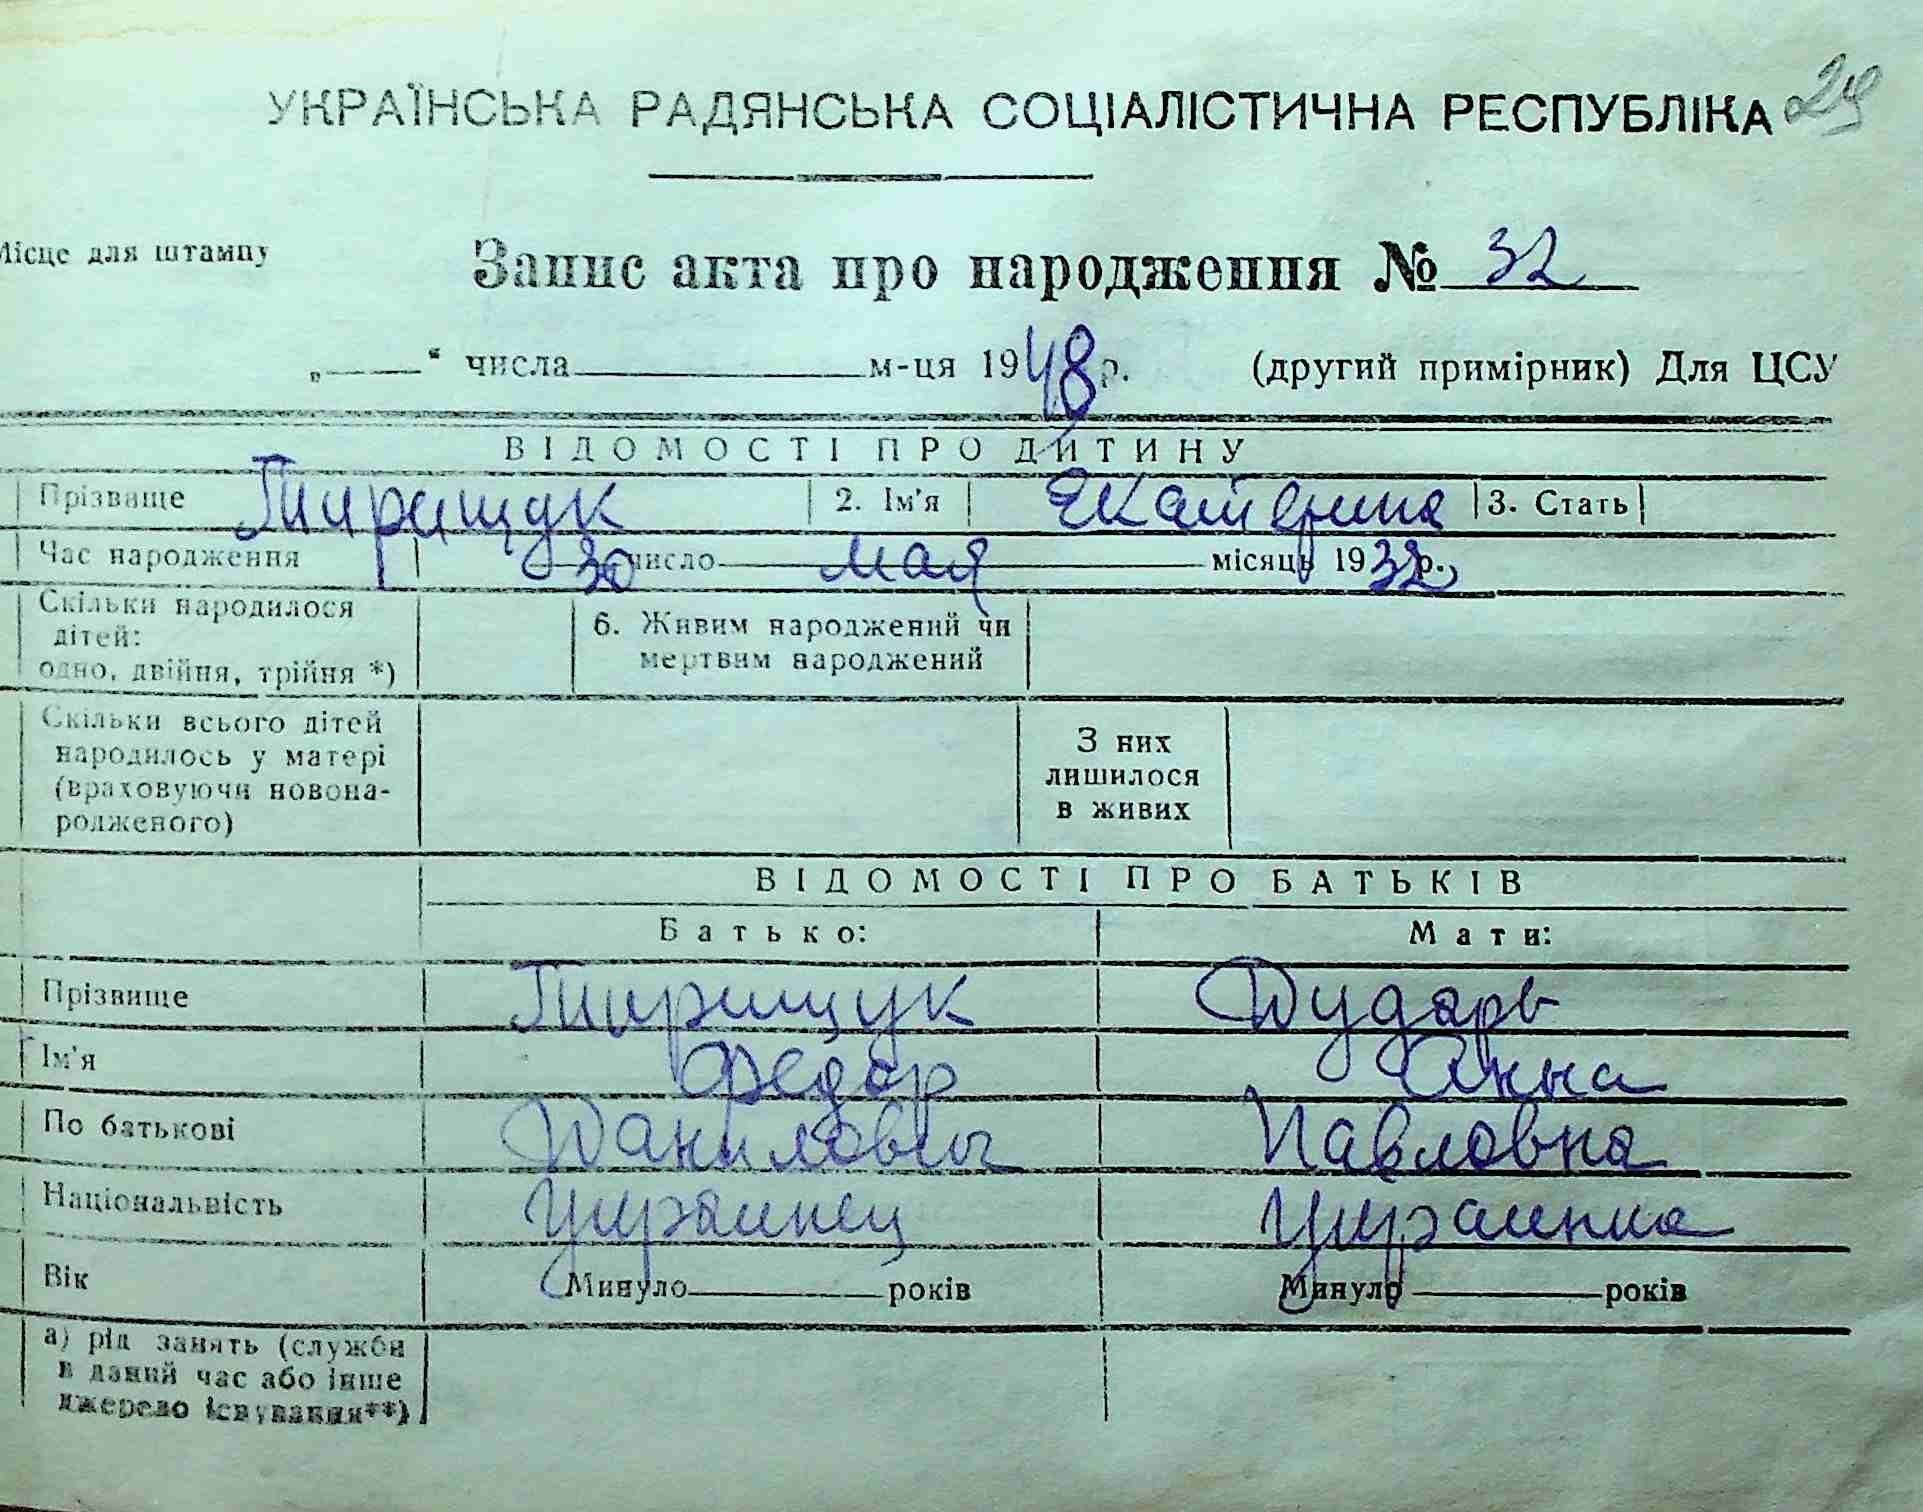 УКРАЇНСЬКА РАДЯНСЬКА СОЦІАЛІСТИЧНА РЕСПУБЛІКА 29
Місце для штампу
Запис акта про народження № 32
„ “ числа м-ця 1948 р. (другий примірник) Для ЦСУ
ВІДОМОСТІ ПРО ДИТИНУ
Прізвище Тирищук 2. Ім'я Екатерина 3. Стать
Час народження 30 число мая місяць 1932 р.
Скільки народилося
дітей:
одно, двійня, трійня *)
6. Живим народжений чи
мертвим народжений
Скільки всього дітей
народилось у матері
(враховуючи новона-
родженого)
З них
лишилося
в живих
ВІДОМОСТІ ПРО БАТЬКІВ
Батько: Мати:
Прізвище Тирищук Дударь
Ім'я Федор Анна
По батькові Данилович Павловна
Національність Украинец Украинка
Вік Минуло років Минуло років
а) рід занять (служби
в даний час або інше
джерело існування**)